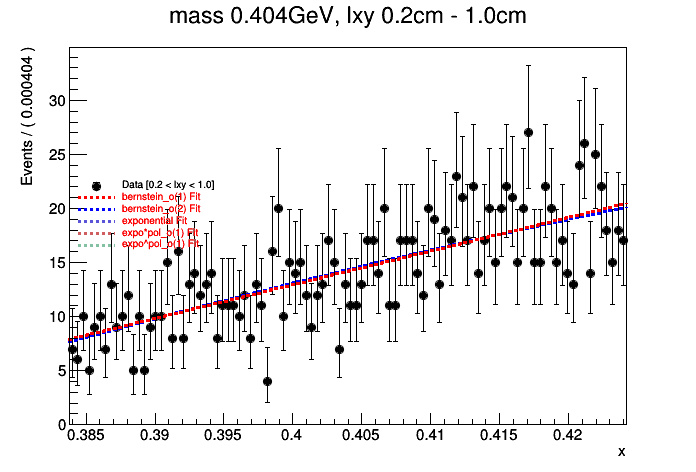 mass 0.404GeV, lxy 0.2cm - 1.0cm
Events / ( 0.000404 )
30
25
20
15
10
5
0
Data [0.2 < lxy < 1.0]
bernstein_o(1) Fit
bernstein_o(2) Fit
exponential Fit
expo*pol_o(1) Fit
expo*pol_o(1) Fit
0.385 0.39 0.395 0.4 0.405 0.41 0.415 0.42
x